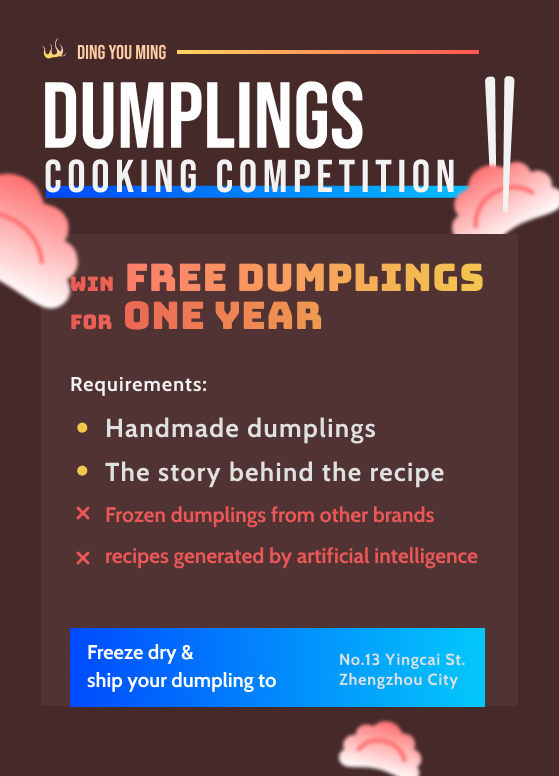 DING YOU MING
DUMPLINGS
COOKING COMPETITION
WIN FREE DUMPLINGS
FOR ONE YEAR
Requirements:
Handmade dumplings
The story behind the recipe
Frozen dumplings from other brands
recipes generated by artificial intelligence
Freeze dry &
ship your dumpling to
No.13 Yingcai St.
Zhengzhou City